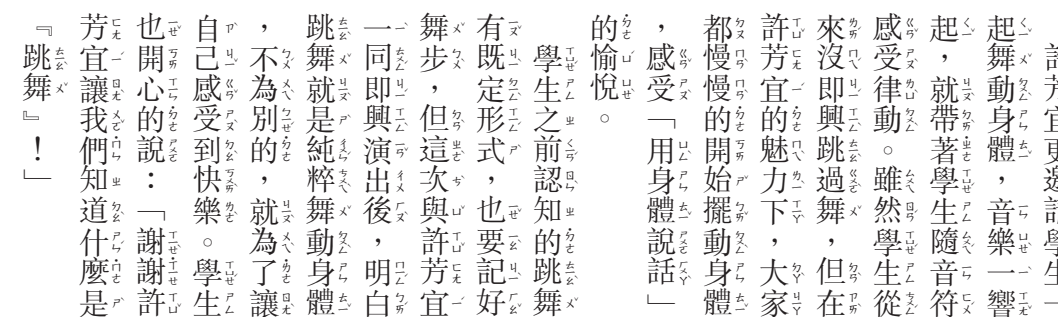 許芳宜更邀請學生一
起舞動身體，音樂一響
起，就帶著學生隨音符
感受律動。雖然學生從
來沒即興跳過舞，但在
許芳宜的魅力下，大家
都慢慢的開始擺動身體
，感受「用身體說話」
的愉悅。
學生之前認知的跳舞
有既定形式，也要記好
舞步，但這次與許芳宜
一同即興演出後，明白
跳舞就是純粹舞動身體
，不為別的，就為了讓
自己感受到快樂。學生
也開心的說：「謝謝許
芳宜讓我們知道什麼是
『跳舞』！」